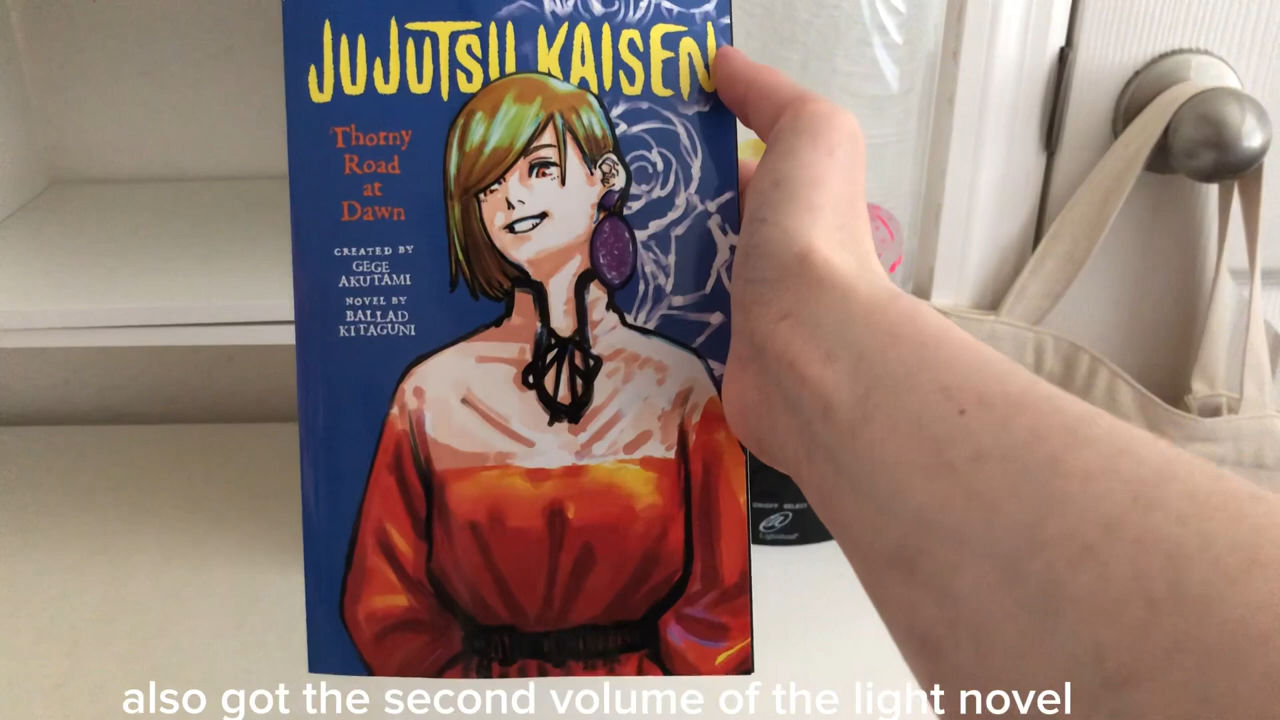 JUJUTSU KAISEN
Thorny
Road
at
Dawn
CREATED BY
GEGE
AKUTAMI
NOVEL BY
BALLAD
KITAGUNI
also got the second volume of the light novel